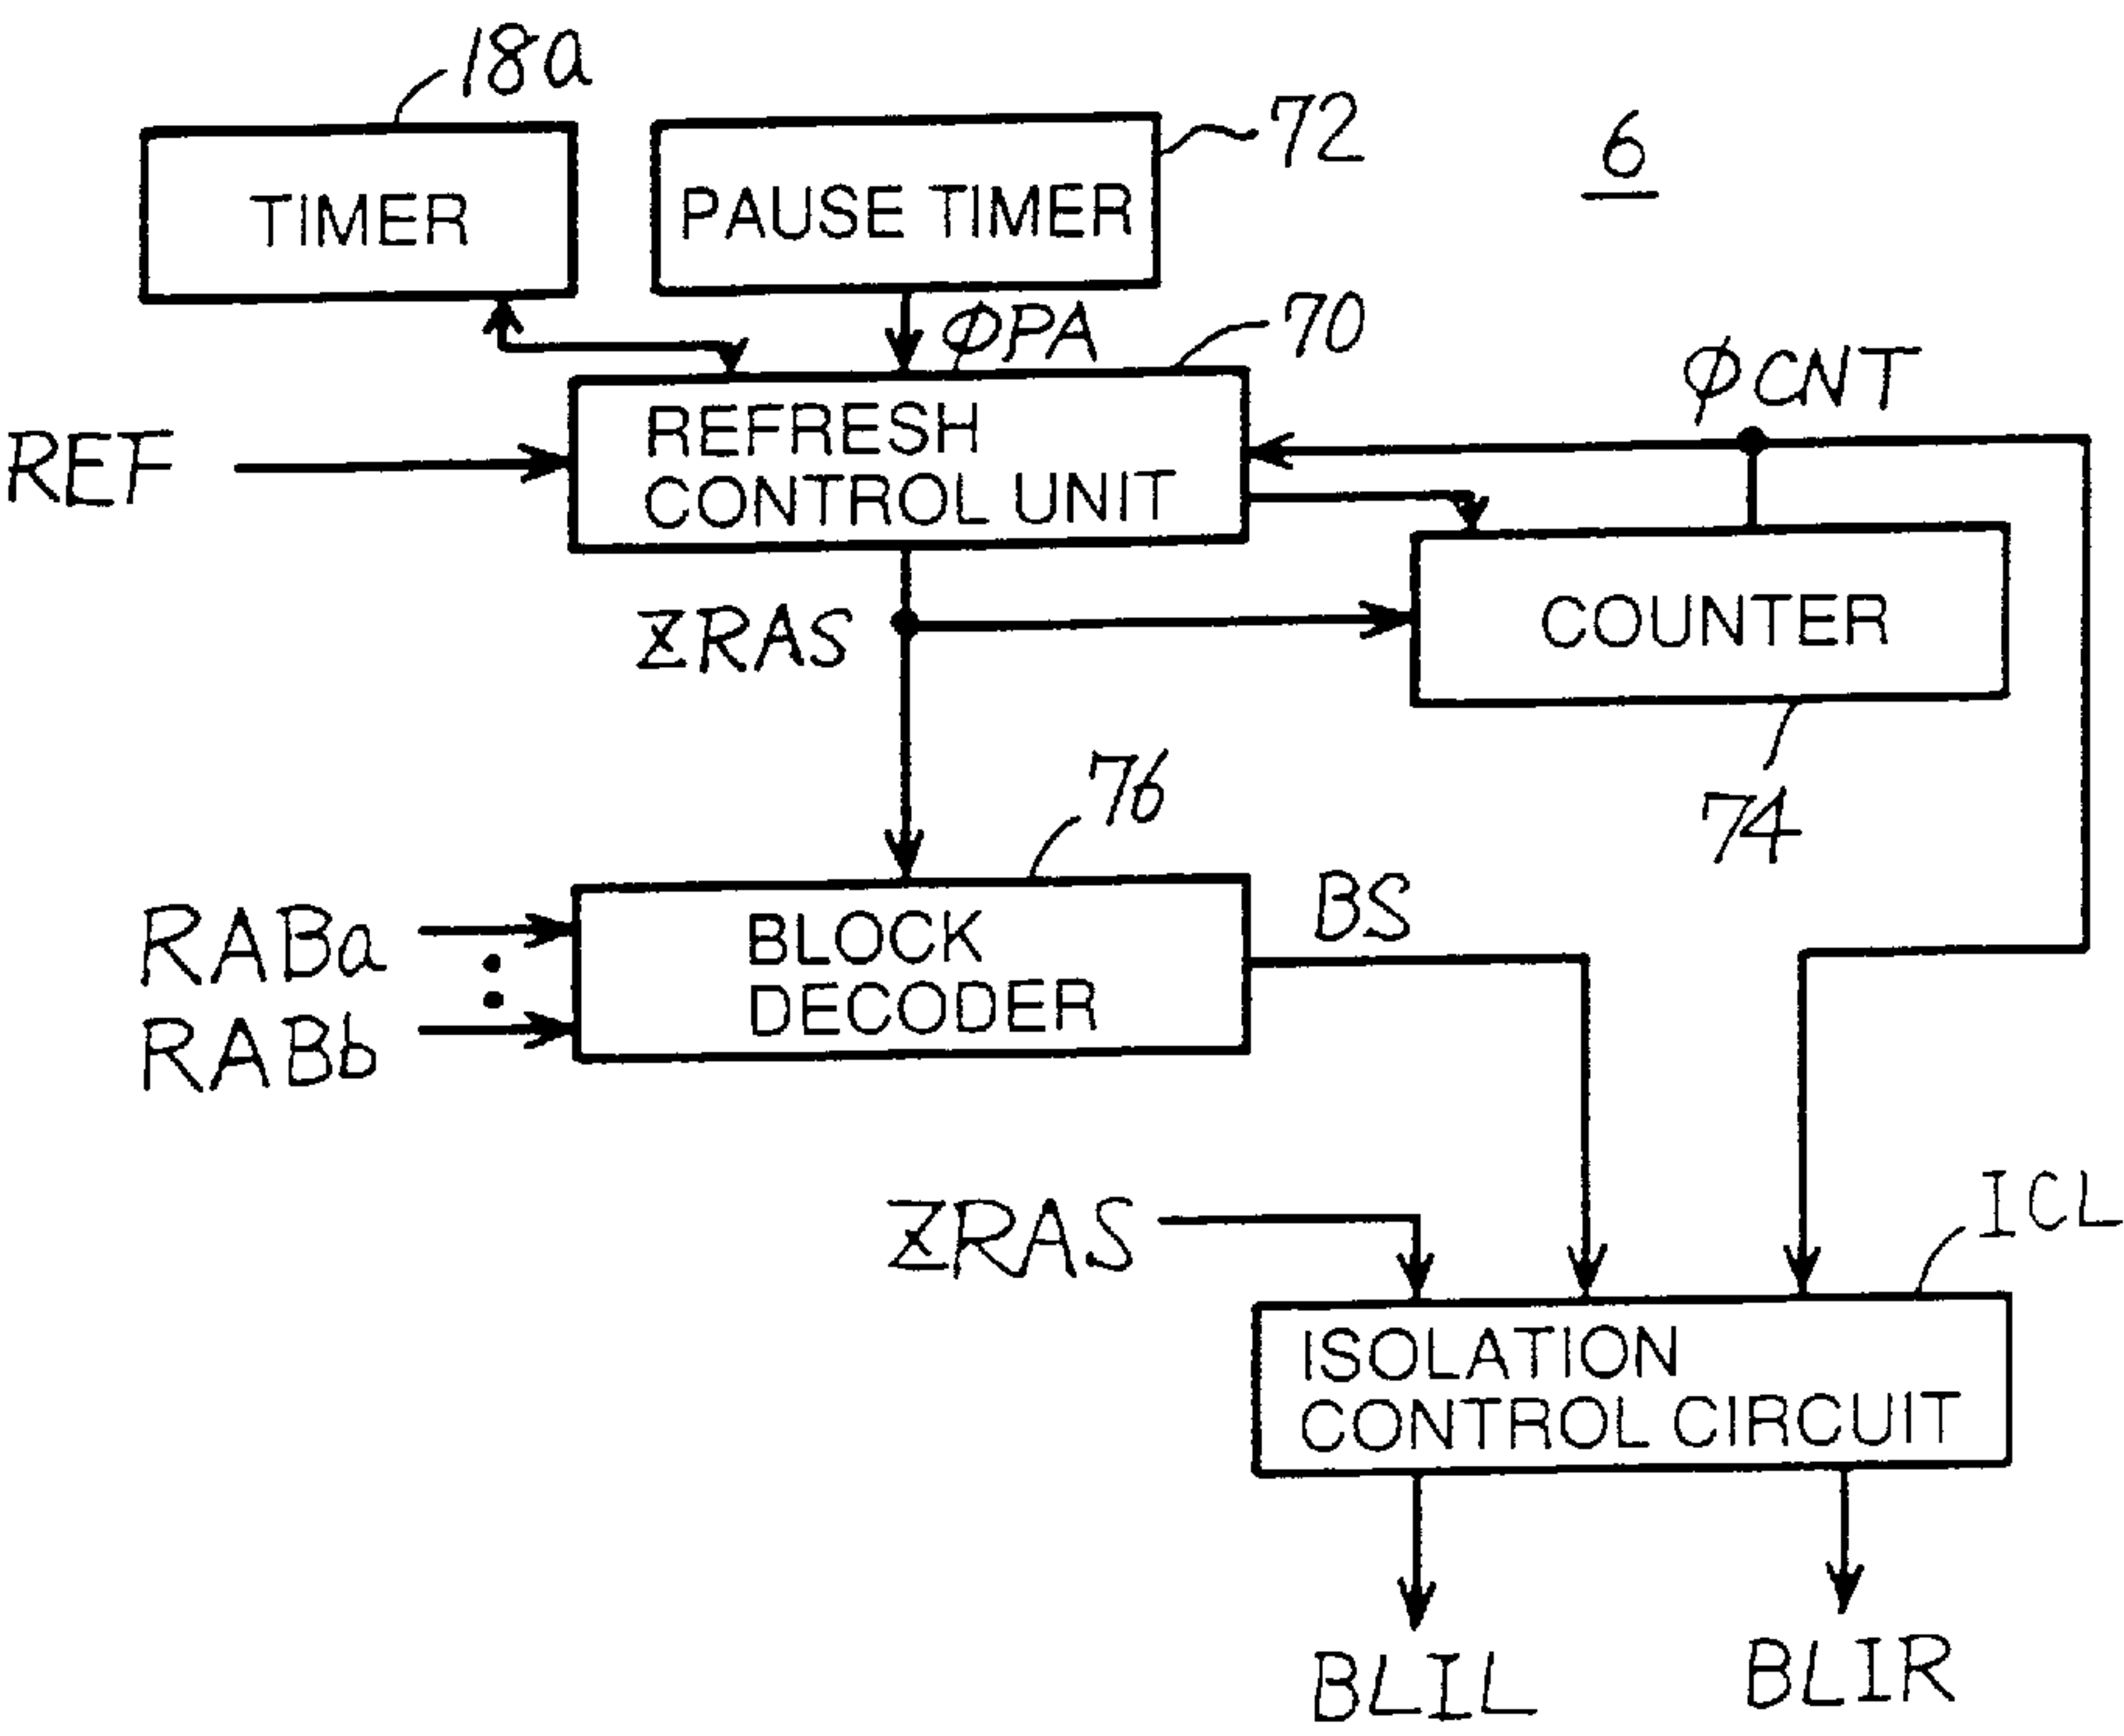 18a
72
6
TIMER
PAUSE TIMER
φPA
70
φCNT
REF
REFRESH
CONTROL UNIT
ZRAS
COUNTER
76
74
RABa
BLOCK
DECODER
BS
RABb
ZRAS
ICL
ISOLATION
CONTROL CIRCUIT
BLIL
BLIR